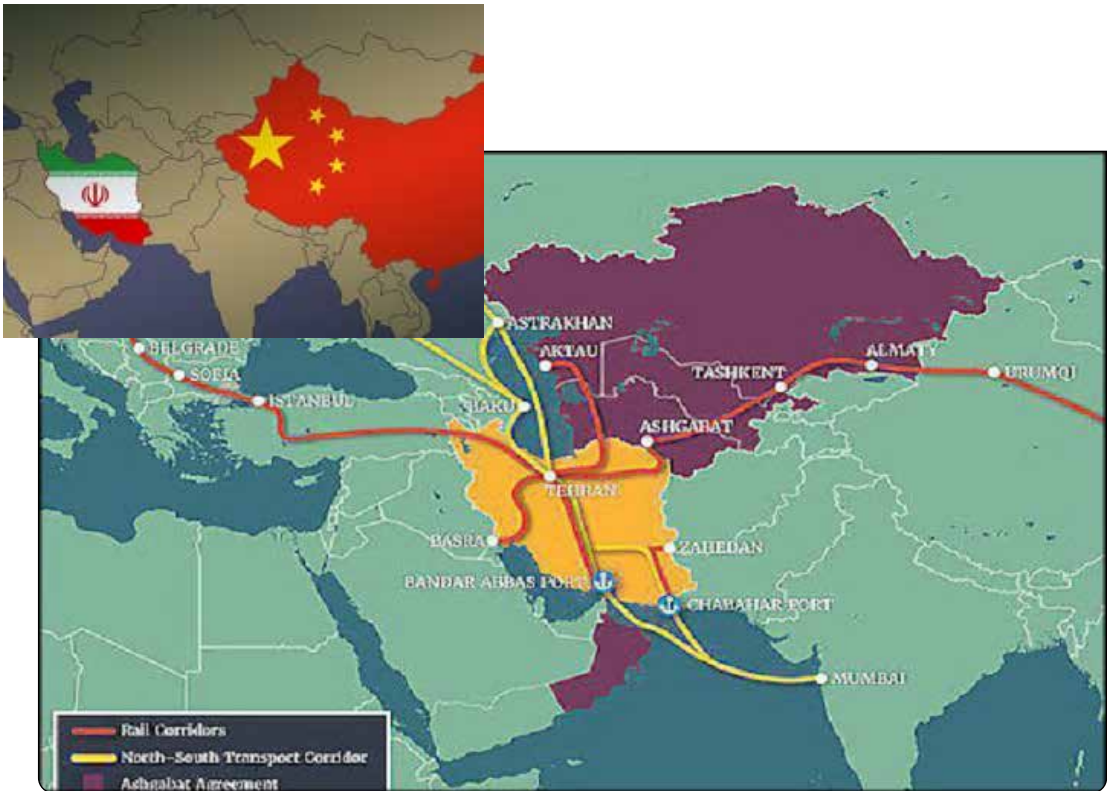 ASTRAKHAN
BELGRADE
AKTAU
ALMATY
SOFIA
TASHKENT
URUMQI
ISTANBUL
BAKU
ASHGABAT
TEHRAN
BASRA
ZAHEDAN
BANDAR ABBAS PORT
CHABAHAR PORT
MUMBAI
Rail Corridors
North-South Transport Corridor
Ashgabat Agreement